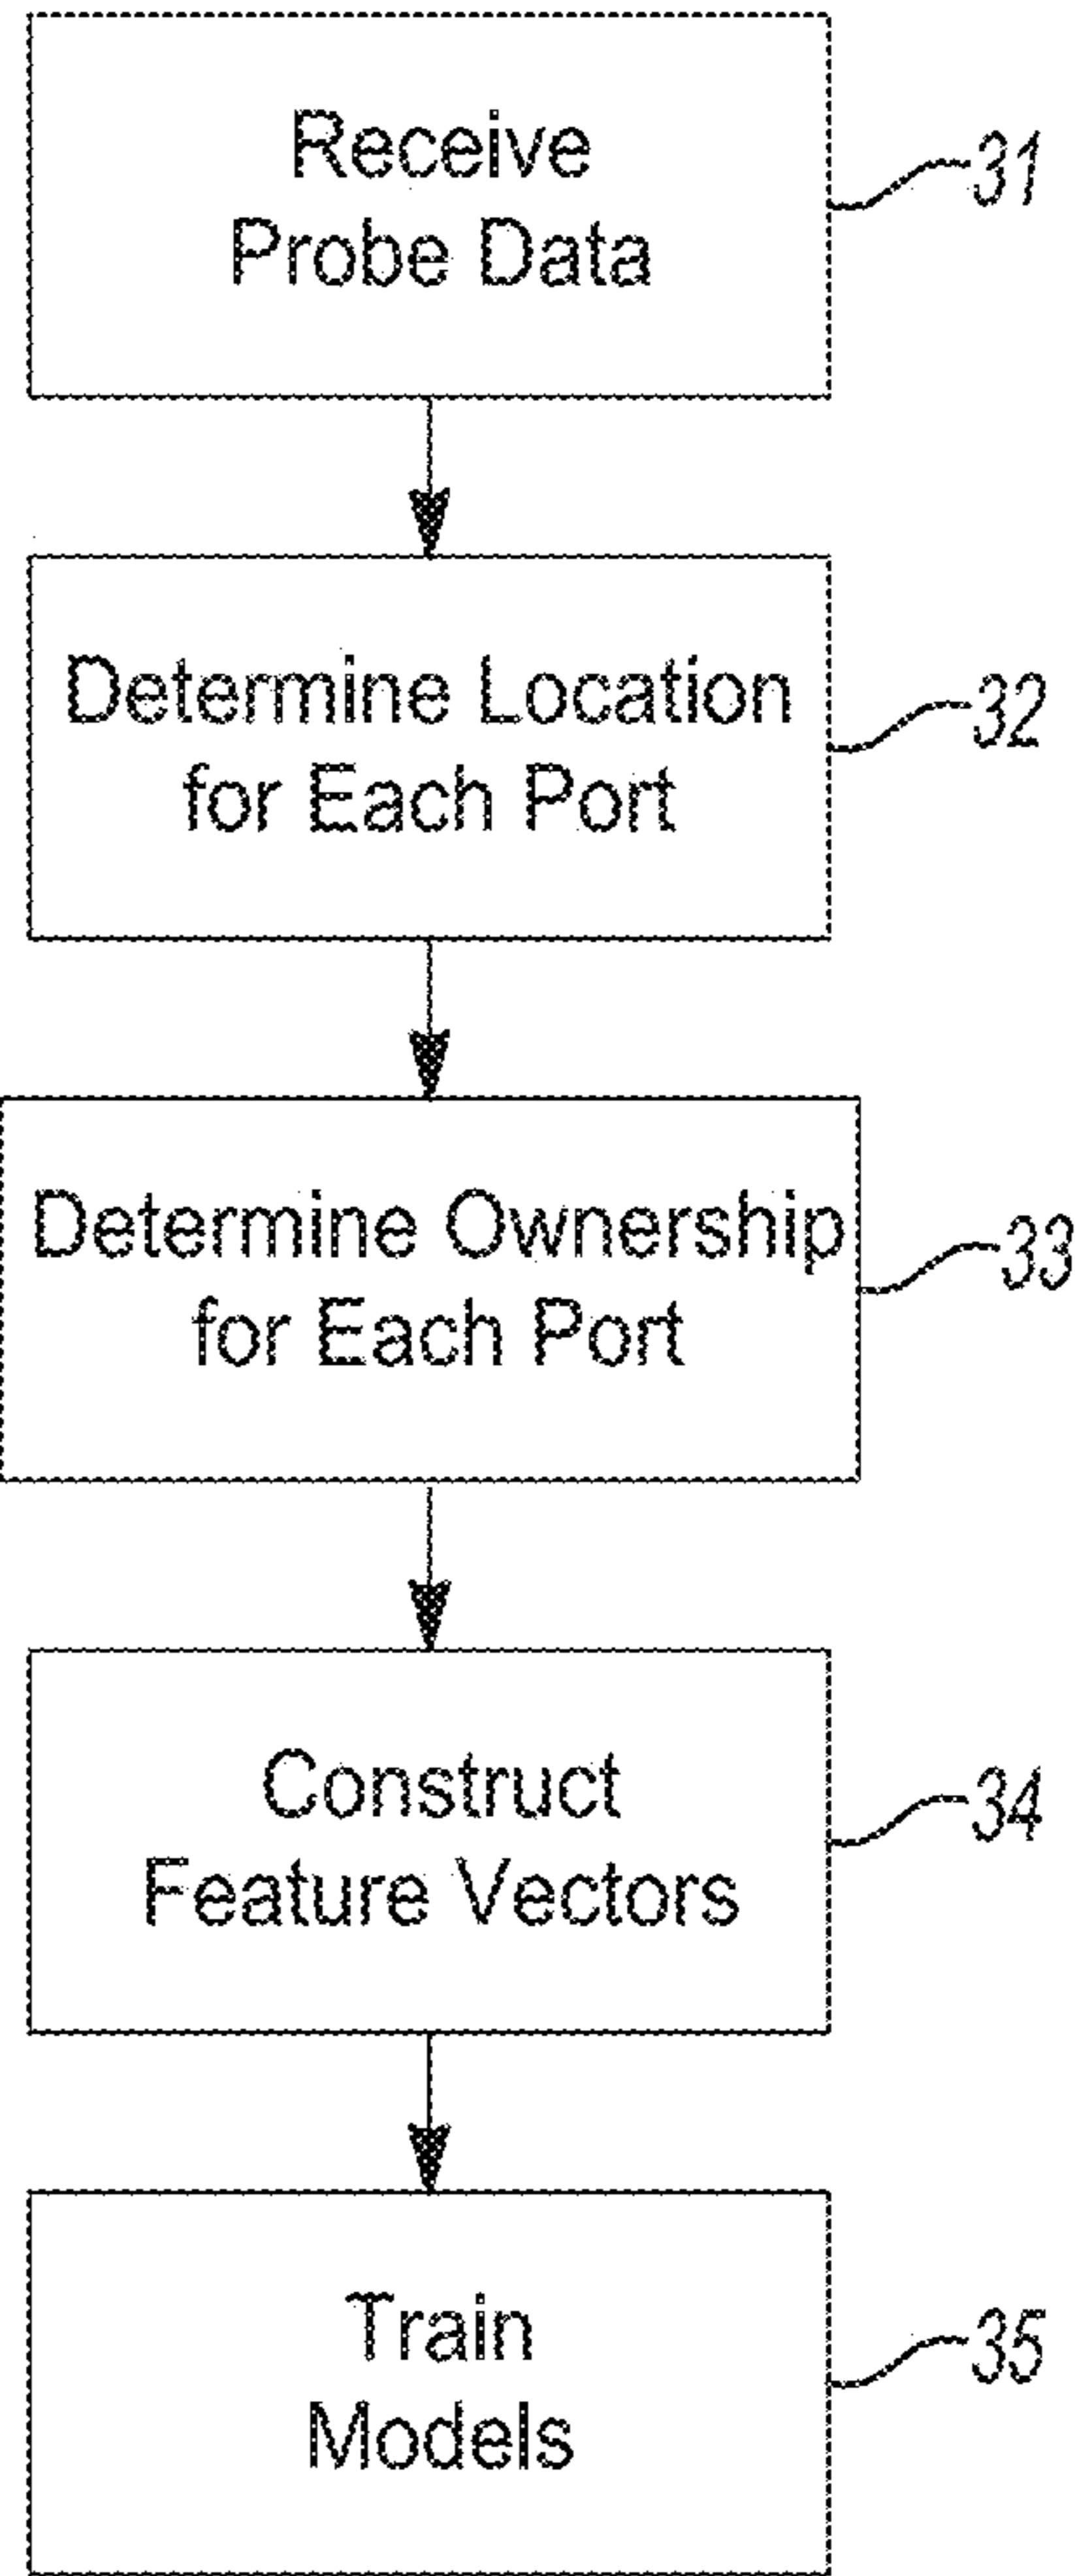 Receive
Probe Data
31
Determine Location
for Each Port
32
Determine Ownership
for Each Port
33
Construct
Feature Vectors
34
Train
Models
35